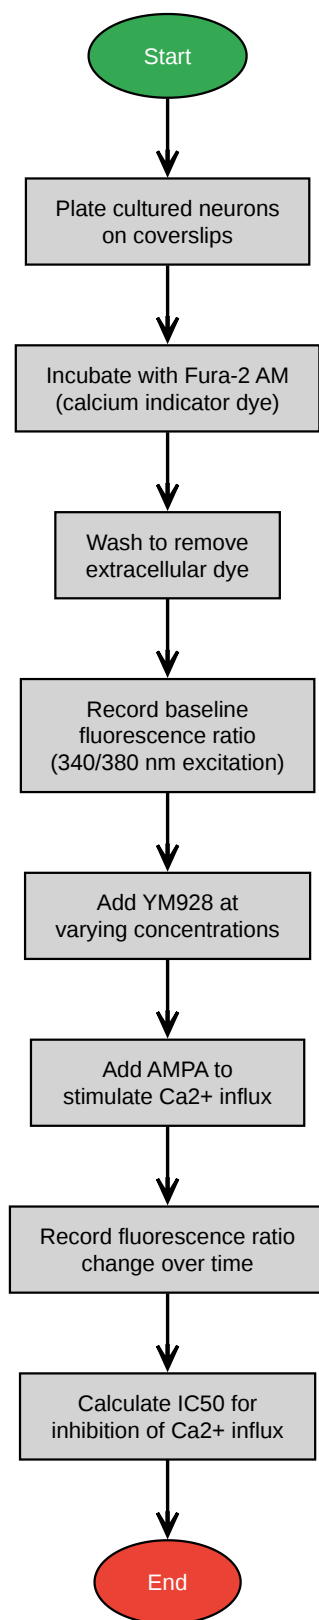 Start
Plate cultured neurons
on coverslips
Incubate with Fura-2 AM
(calcium indicator dye)
Wash to remove
extracellular dye
Record baseline
fluorescence ratio
(340/380 nm excitation)
Add YM928 at
varying concentrations
Add AMPA to
stimulate Ca2+ influx
Record fluorescence ratio
change over time
Calculate IC50 for
inhibition of Ca2+ influx
End